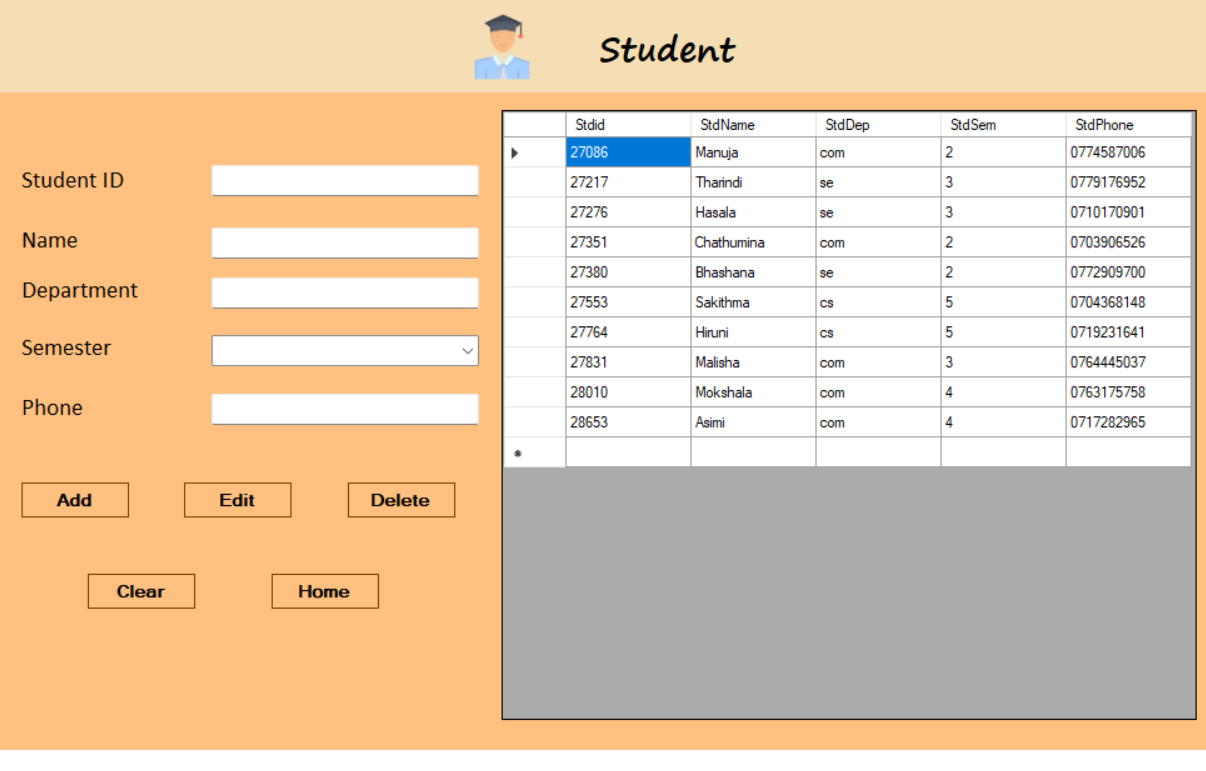 Student
Student ID
Name
Department
Semester
Phone
Add Edit Delete
Clear Home
Stdid StdName StdDep StdSem StdPhone
27086 Manuja com 2 0774587006
27217 Tharindi se 3 0779176952
27276 Hasala se 3 0710170901
27351 Chathumina com 2 0703906526
27380 Bhashana se 2 0772909700
27553 Sakithma cs 5 0704368148
27764 Hiruni cs 5 0719231641
27831 Malisha com 3 0764445037
28010 Mokshala com 4 0763175758
28653 Asimi com 4 0717282965